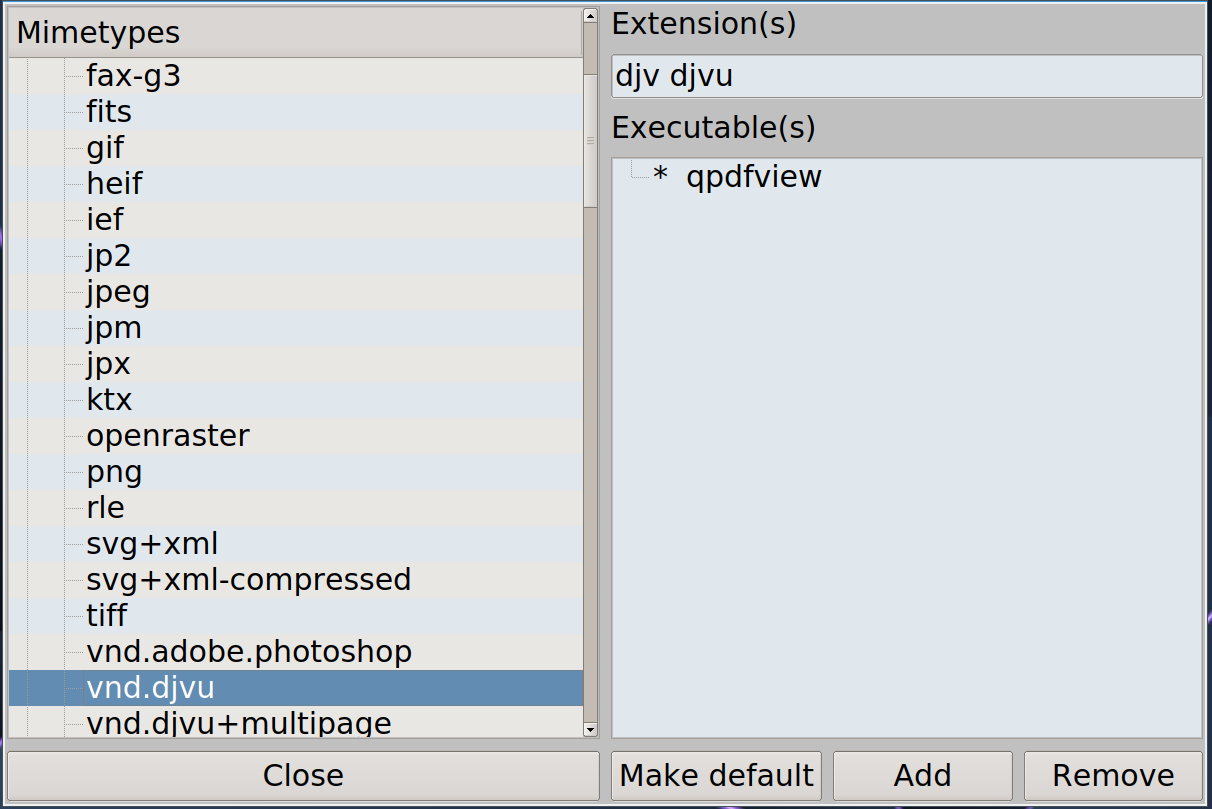 Mimetypes
fax-g3
fits
gif
heif
ief
jp2
jpeg
jpm
jpx
ktx
openraster
png
rle
svg+xml
svg+xml-compressed
tiff
vnd.adobe.photoshop
vnd.djvu
vnd.djvu+multipage
Close
Extension(s)
djv djvu
Executable(s)
* qpdfview
Make default
Add
Remove